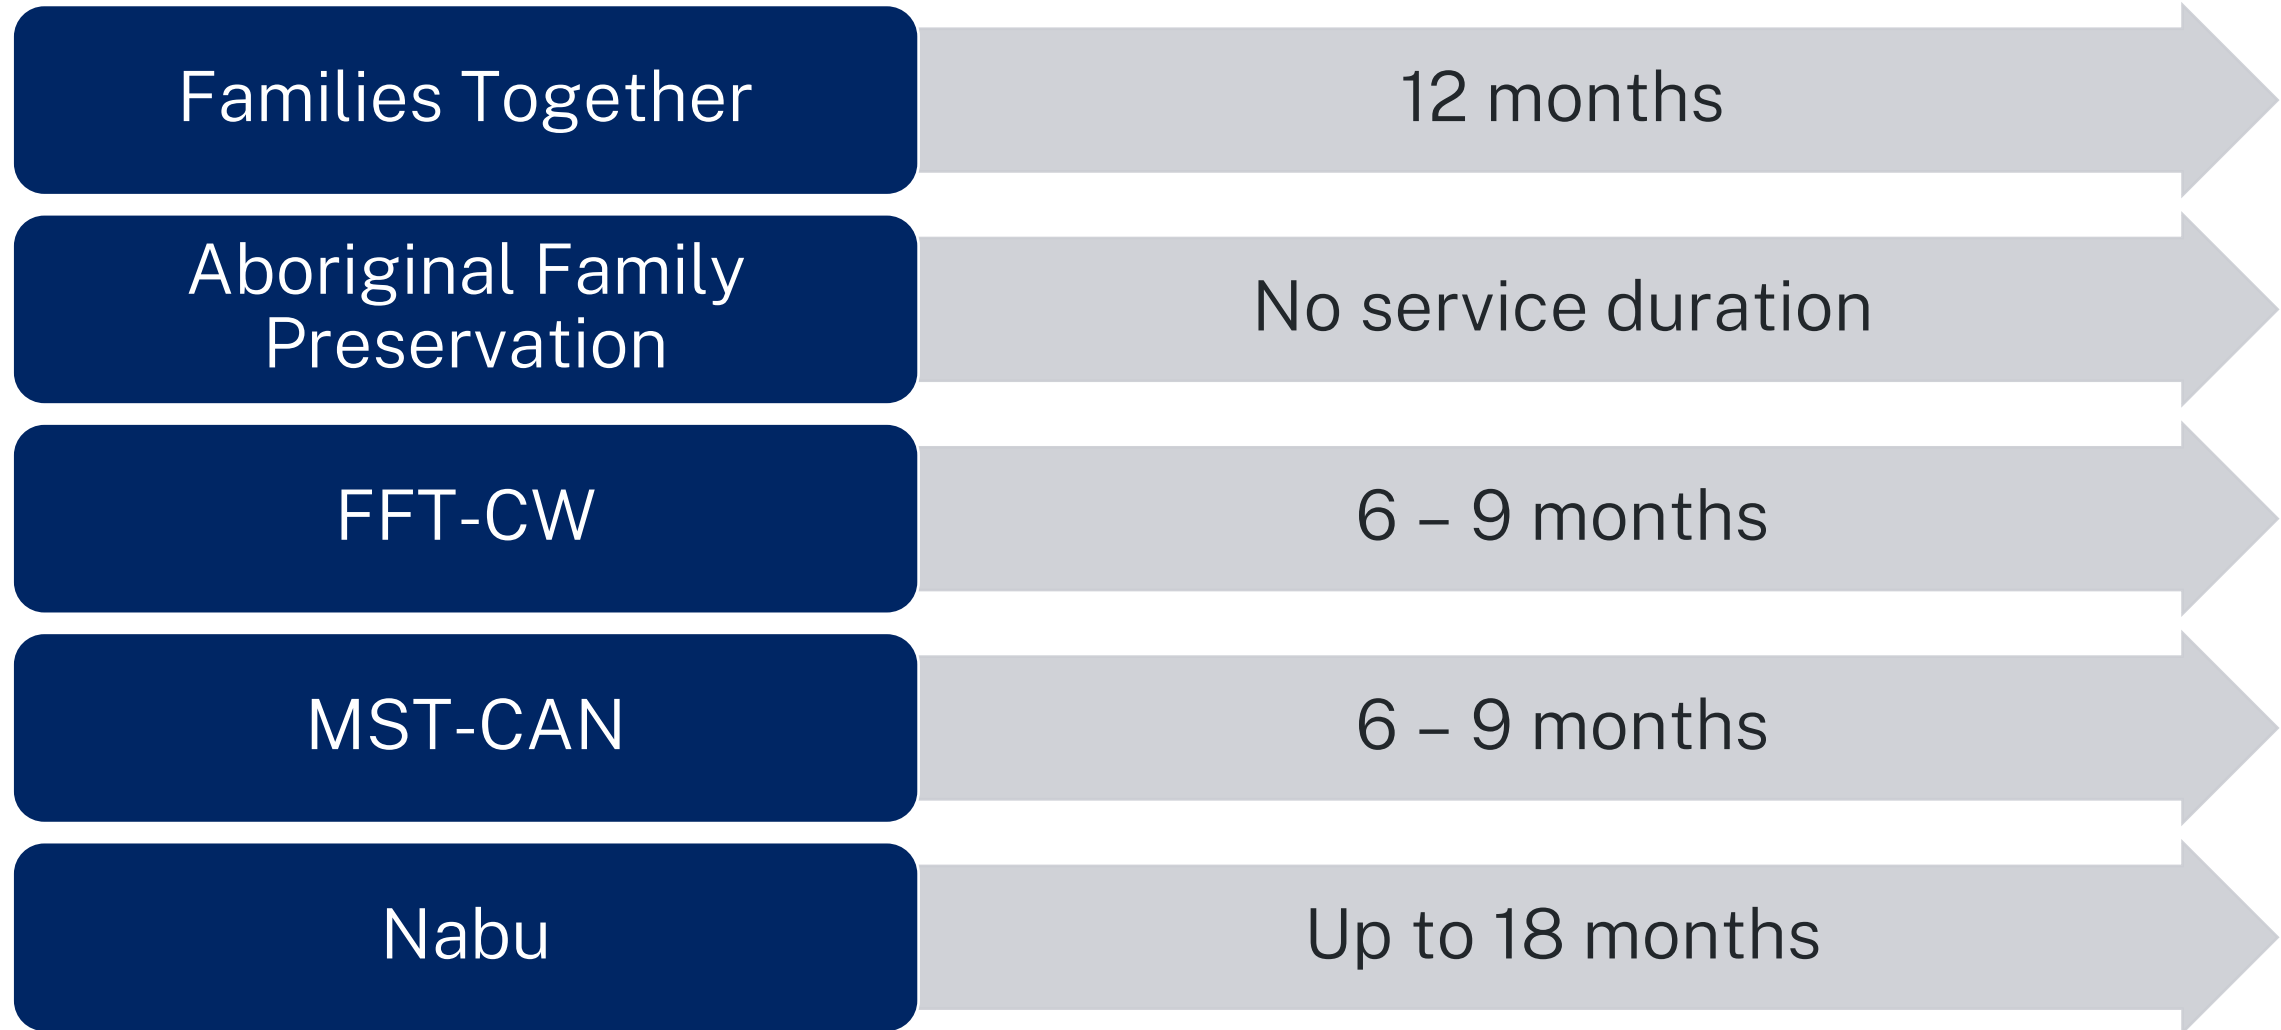 Families Together
12 months
Aboriginal Family
Preservation
No service duration
FFT-CW
6 – 9 months
MST-CAN
6 – 9 months
Nabu
Up to 18 months